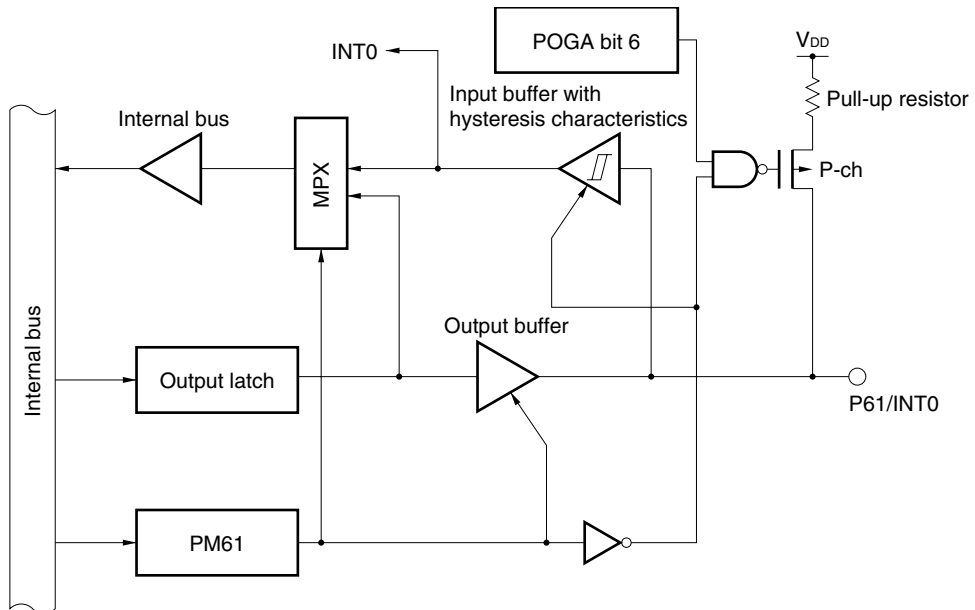 POGA bit 6
VDD
INT0
Pull-up resistor
Input buffer with
hysteresis characteristics
Internal bus
P-ch
MPX
Output buffer
Internal bus
Output latch
P61/INT0
PM61